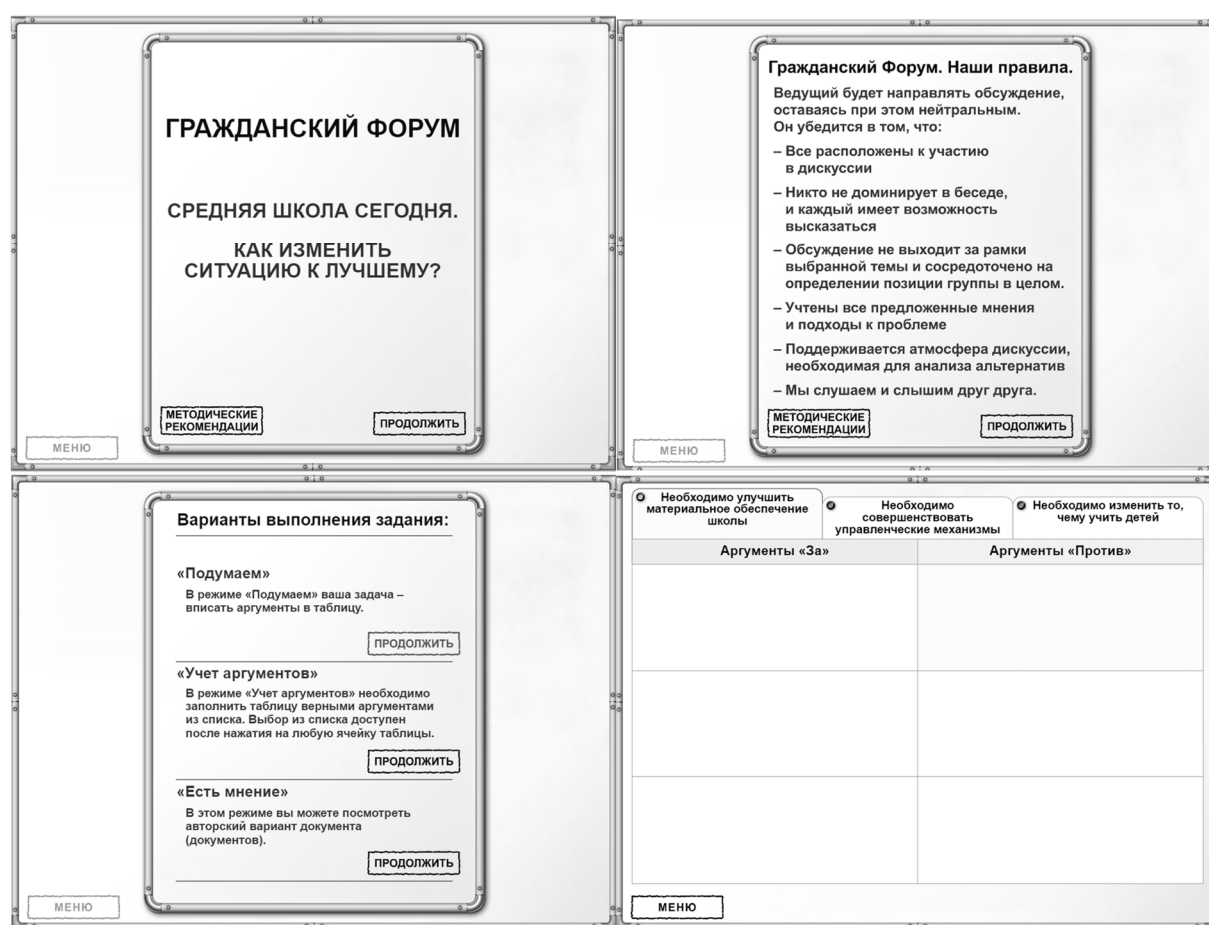 ГРАЖДАНСКИЙ ФОРУМ
СРЕДНЯЯ ШКОЛА СЕГОДНЯ.
КАК ИЗМЕНИТЬ
СИТУАЦИЮ К ЛУЧШЕМУ?
МЕТОДИЧЕСКИЕ
РЕКОМЕНДАЦИИ
ПРОДОЛЖИТЬ
МЕНЮ
Гражданский Форум. Наши правила.
Ведущий будет направлять обсуждение,
оставаясь при этом нейтральным.
Он убедится в том, что:
– Все расположены к участию
в дискуссии
– Никто не доминирует в беседе,
и каждый имеет возможность
высказаться
– Обсуждение не выходит за рамки
выбранной темы и сосредоточено на
определении позиции группы в целом.
– Учтены все предложенные мнения
и подходы к проблеме
– Поддерживается атмосфера дискуссии,
необходимая для анализа альтернатив
– Мы слушаем и слышим друг друга.
МЕТОДИЧЕСКИЕ
РЕКОМЕНДАЦИИ
ПРОДОЛЖИТЬ
МЕНЮ
Варианты выполнения задания:
«Подумаем»
В режиме «Подумаем» ваша задача –
вписать аргументы в таблицу.
ПРОДОЛЖИТЬ
«Учет аргументов»
В режиме «Учет аргументов» необходимо
заполнить таблицу верными аргументами
из списка. Выбор из списка доступен
после нажатия на любую ячейку таблицы.
ПРОДОЛЖИТЬ
«Есть мнение»
В этом режиме вы можете посмотреть
авторский вариант документа
(документов).
ПРОДОЛЖИТЬ
МЕНЮ
Необходимо улучшить
материальное обеспечение
школы
Необходимо
совершенствовать
управленческие механизмы
Необходимо изменить то,
чему учить детей
Аргументы «За»
Аргументы «Против»
МЕНЮ